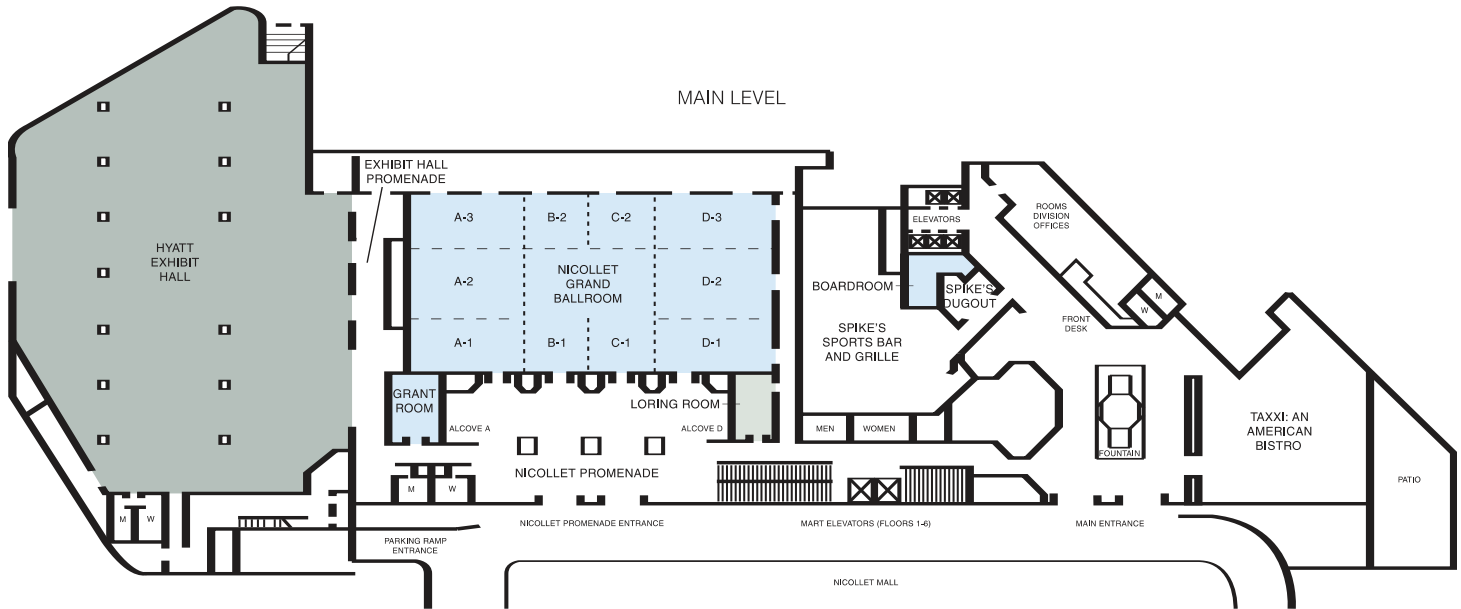 MAIN LEVEL
EXHIBIT HALL
PROMENADE
HYATT
EXHIBIT
HALL
A-3
B-2
C-2
D-3
A-2
NICOLLET
GRAND
BALLROOM
D-2
A-1
B-1
C-1
D-1
GRANT
ROOM
ALCOVE A
LORING ROOM
ALCOVE D
NICOLLET PROMENADE
M
W
M
W
NICOLLET PROMENADE ENTRANCE
PARKING RAMP
ENTRANCE
MART ELEVATORS (FLOORS 1-6)
MAIN ENTRANCE
NICOLLET MALL
ELEVATORS
ROOMS
DIVISION
OFFICES
BOARDROOM
SPIKE'S
DUGOUT
SPIKE'S
SPORTS BAR
AND GRILLE
MEN
WOMEN
FRONT
DESK
M
W
FOUNTAIN
TAXXI: AN
AMERICAN
BISTRO
PATIO